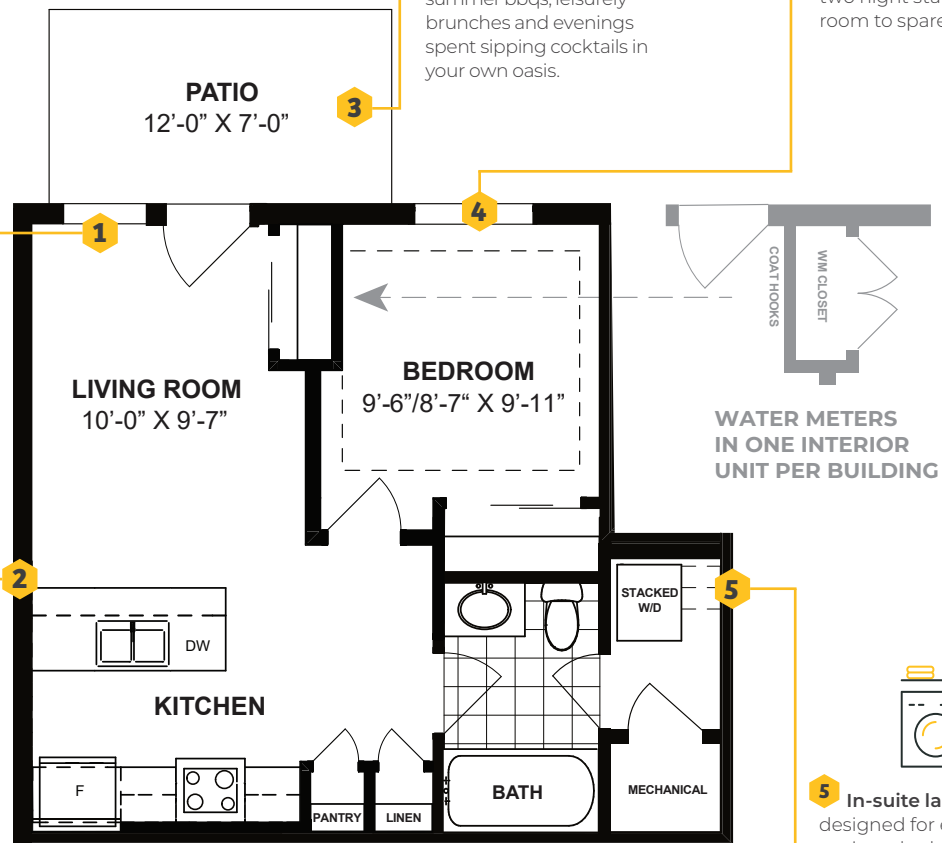 brunches and evenings
spent sipping cocktails in
your own oasis.
room to spare
PATIO
12’-0” X 7’-0”
3
1
4
COAT HOOKS
WM CLOSET
LIVING ROOM
10’-0” X 9’-7”
BEDROOM
9’-6”/8’-7“ X 9’-11”
WATER METERS
IN ONE INTERIOR
UNIT PER BUILDING
2
5
STACKED
W/D
DW
KITCHEN
F
PANTRY
LINEN
BATH
MECHANICAL
5 In-suite la
designed for e